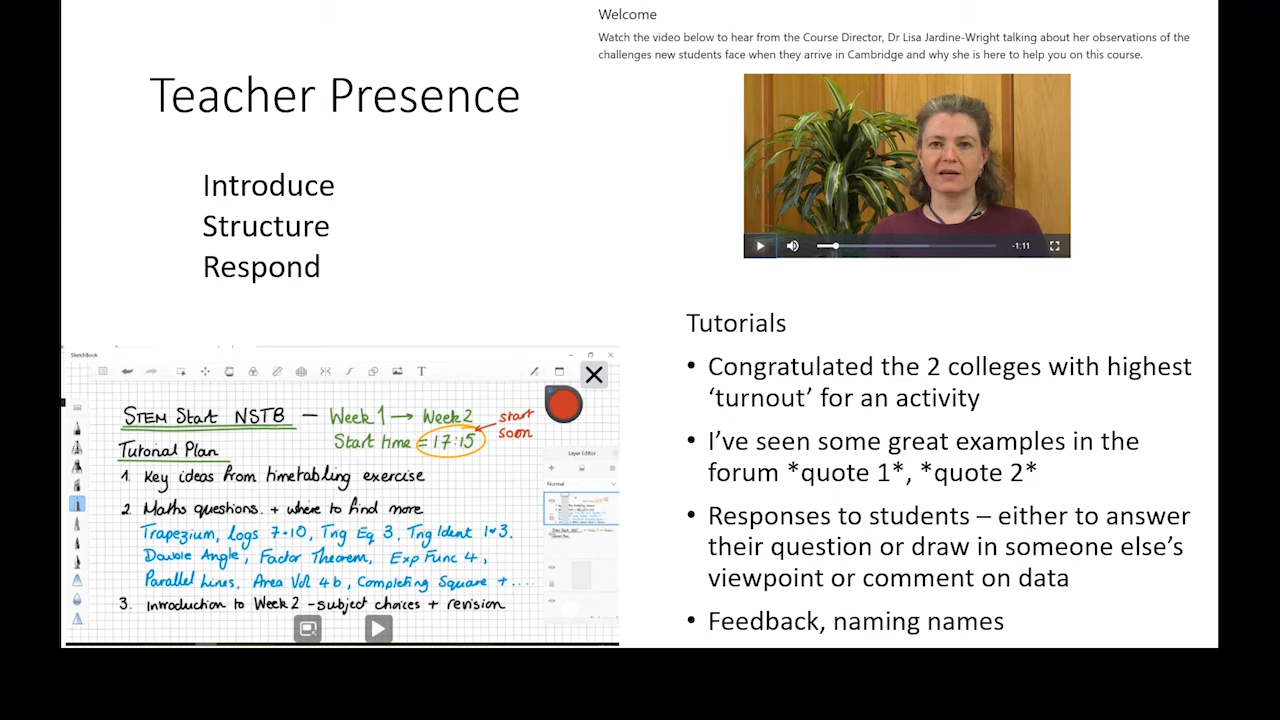 Welcome
Watch the video below to hear from the Course Director, Dr Lisa Jardine-Wright talking about her observations of the
challenges new students face when they arrive in Cambridge and why she is here to help you on this course.
Teacher Presence
Introduce
Structure
Respond
-1:11
SketchBook
STEM Start NSTB — Week 1 → Week 2
Start time = 17:15
start
soon
Tutorial Plan
1. Key ideas from timetabling exercise
2 Maths questions. + where to find more
Trapezium, logs 7-10, Trig Eq 3, Trig Ident 1+3.
Double Angle, Factor Theorem, Exp Func 4,
Parallel Lines, Area Vol 4b, Completing Square + ....
3. Introduction to Week 2 - subject choices + revision
Layer Editor
Normal
Tutorials
• Congratulated the 2 colleges with highest
‘turnout’ for an activity
• I’ve seen some great examples in the
forum *quote 1*, *quote 2*
• Responses to students – either to answer
their question or draw in someone else’s
viewpoint or comment on data
• Feedback, naming names